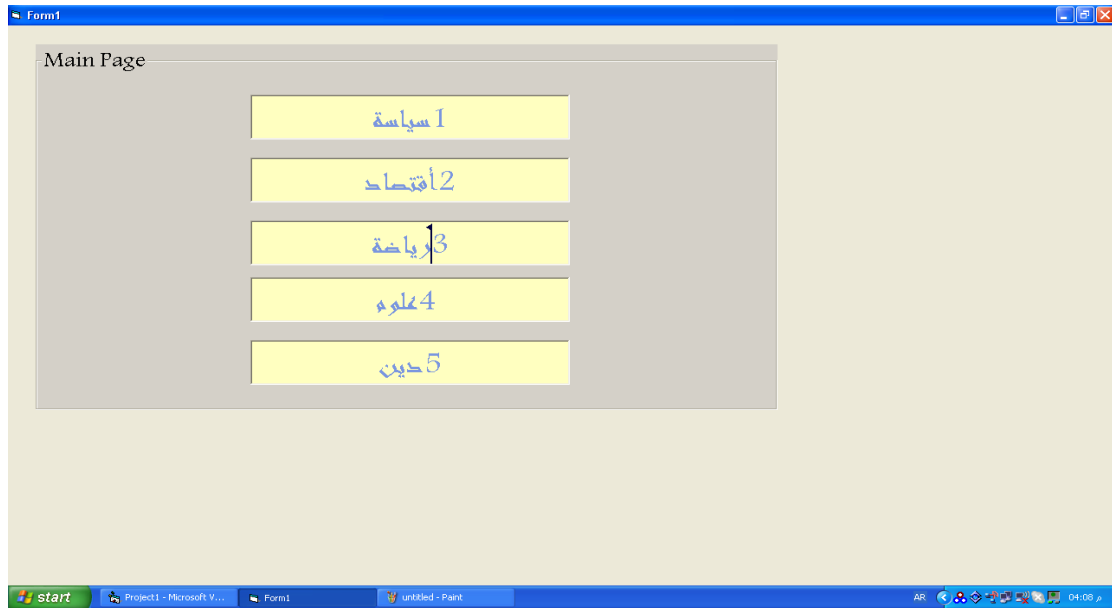 Form1
Main Page
1سياسة
2أقتصاد
3رياضة
4علوم
5دين
start Project1 - Microsoft V... Form1 untitled - Paint AR 04:08 م